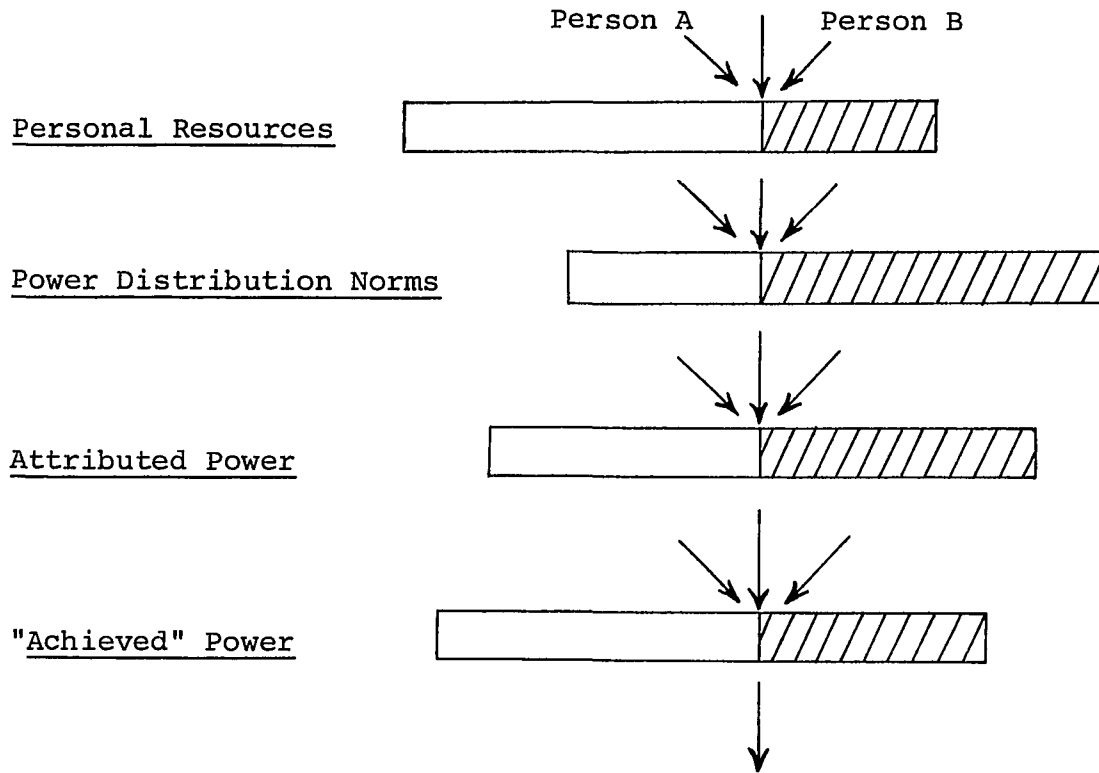 Person A
Person B
Personal Resources
Power Distribution Norms
Attributed Power
"Achieved" Power